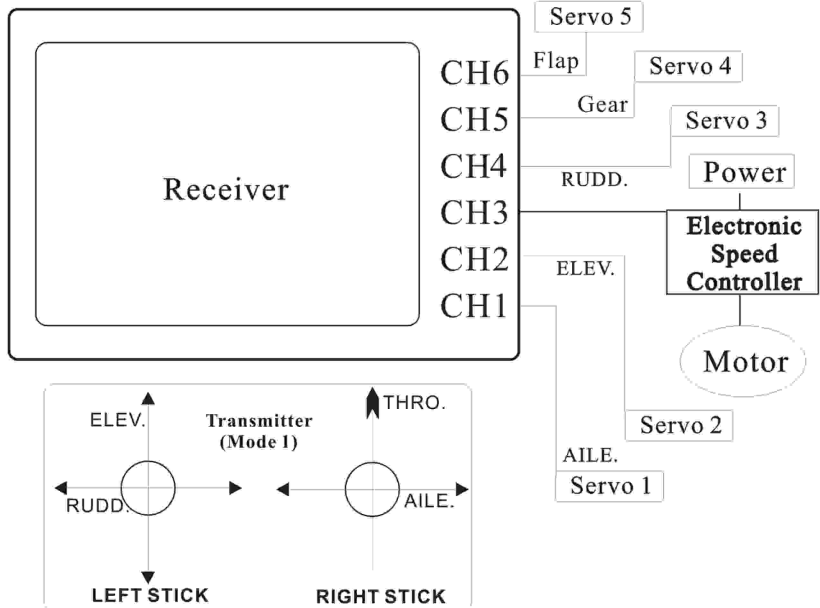 Servo 5
CH6
Flap
Servo 4
CH5
Gear
Servo 3
CH4
RUDD.
Power
Receiver
CH3
Electronic
Speed
Controller
CH2
ELEV.
CH1
Motor
Servo 2
AILE.
Servo 1
ELEV.
Transmitter
(Mode 1)
THRO.
RUDD.
AILE.
LEFT STICK
RIGHT STICK